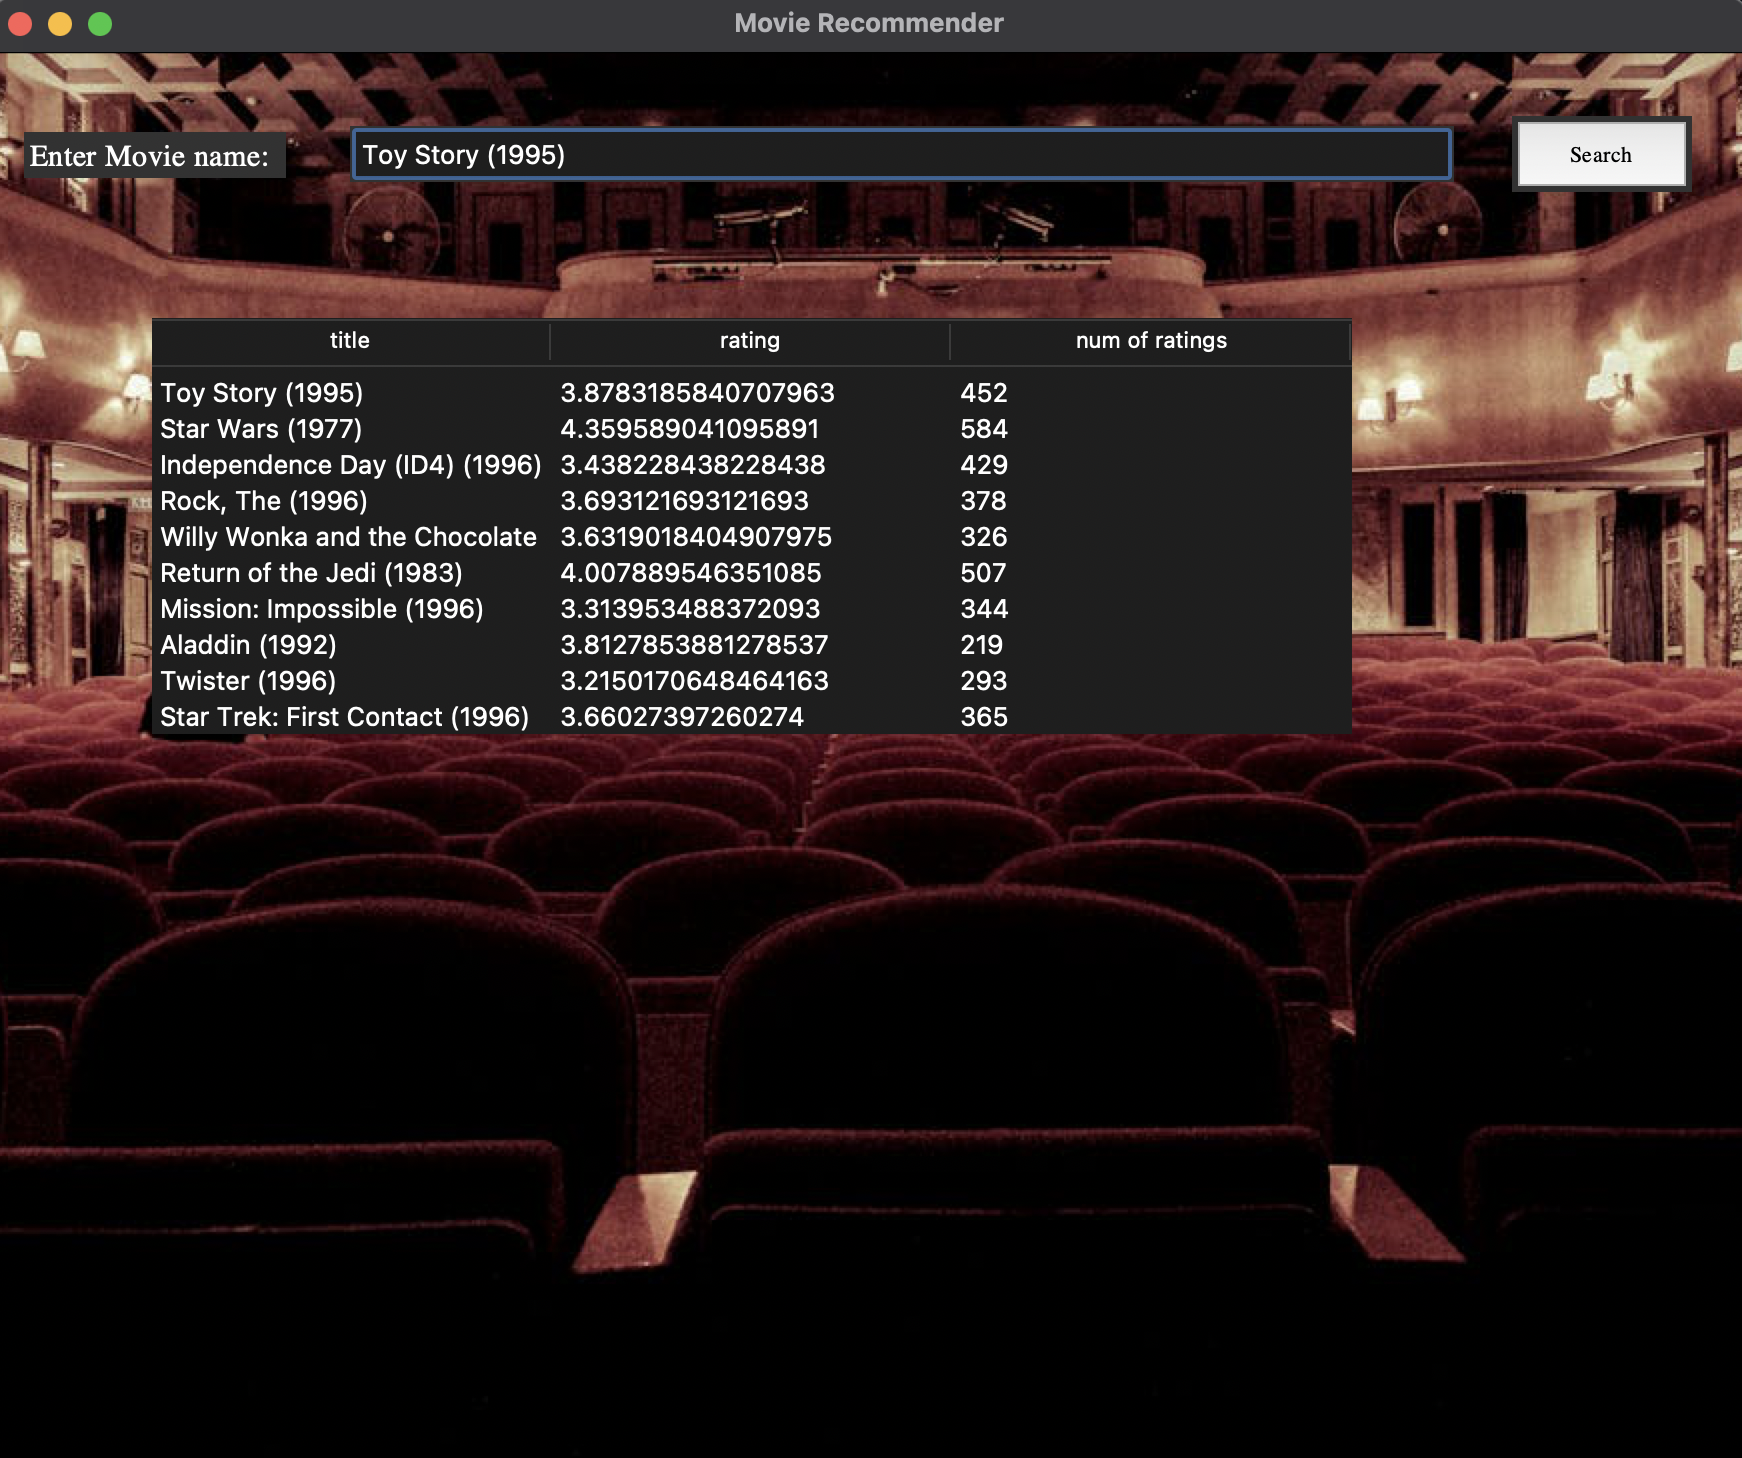 Movie Recommender
Enter Movie name: Toy Story (1995) Search
title rating num of ratings
Toy Story (1995) 3.8783185840707963 452
Star Wars (1977) 4.359589041095891 584
Independence Day (ID4) (1996) 3.438228438228438 429
Rock, The (1996) 3.693121693121693 378
Willy Wonka and the Chocolate 3.6319018404907975 326
Return of the Jedi (1983) 4.007889546351085 507
Mission: Impossible (1996) 3.313953488372093 344
Aladdin (1992) 3.8127853881278537 219
Twister (1996) 3.2150170648464163 293
Star Trek: First Contact (1996) 3.66027397260274 365